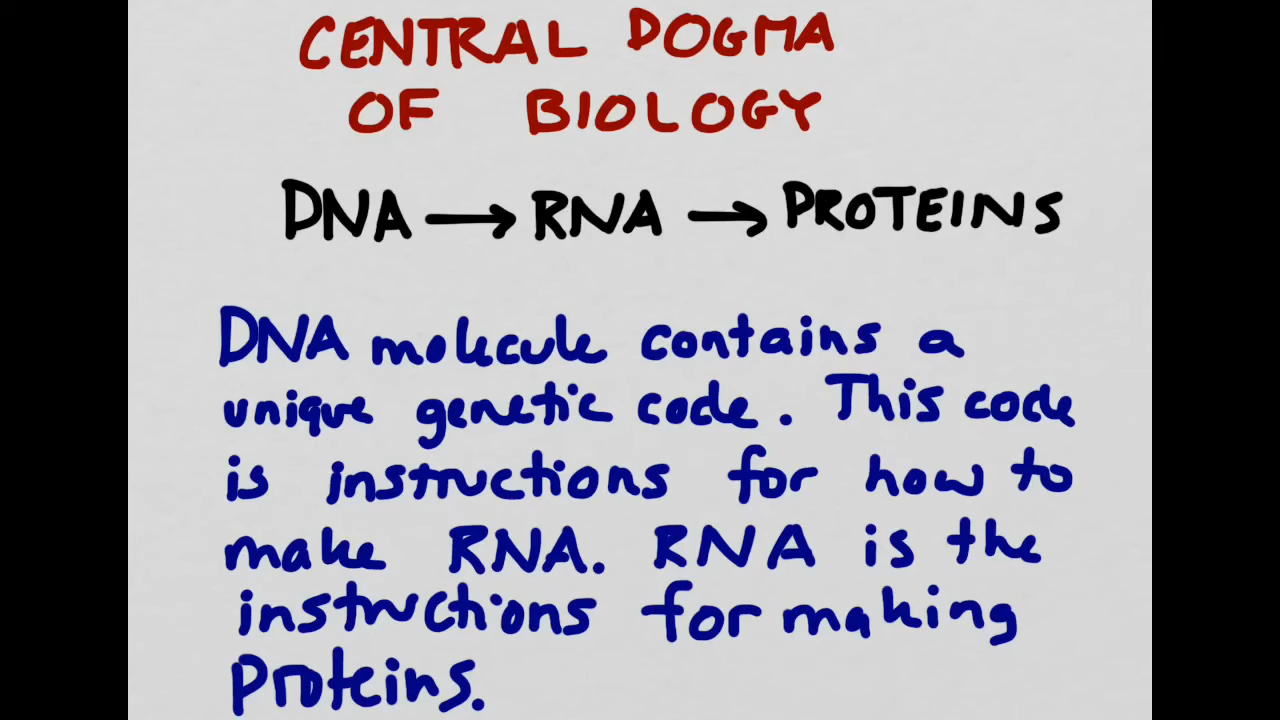 CENTRAL DOGMA
OF BIOLOGY
DNA → RNA → PROTEINS
DNA molecule contains a
unique genetic code. This code
is instructions for how to
make RNA. RNA is the
instructions for making
Proteins.